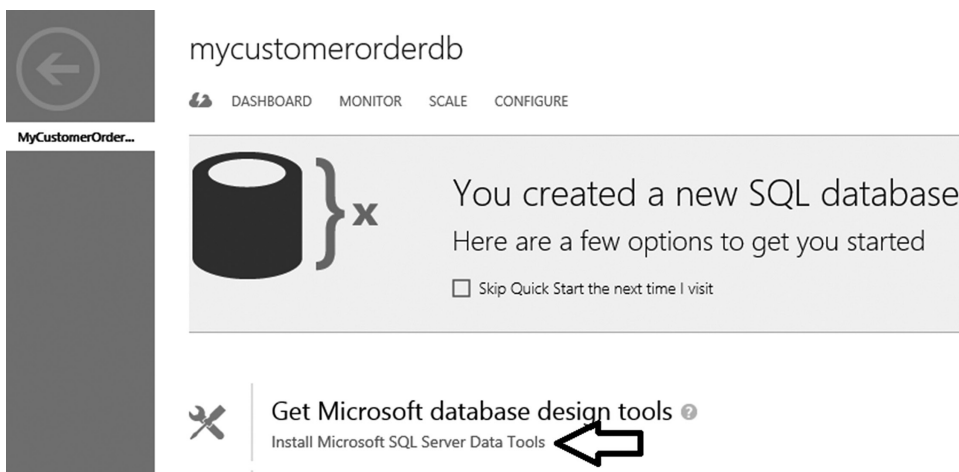 mycustomerorderdb
DASHBOARD MONITOR SCALE CONFIGURE
MyCustomerOrder...
x
You created a new SQL database
Here are a few options to get you started
Skip Quick Start the next time I visit
Get Microsoft database design tools ?
Install Microsoft SQL Server Data Tools